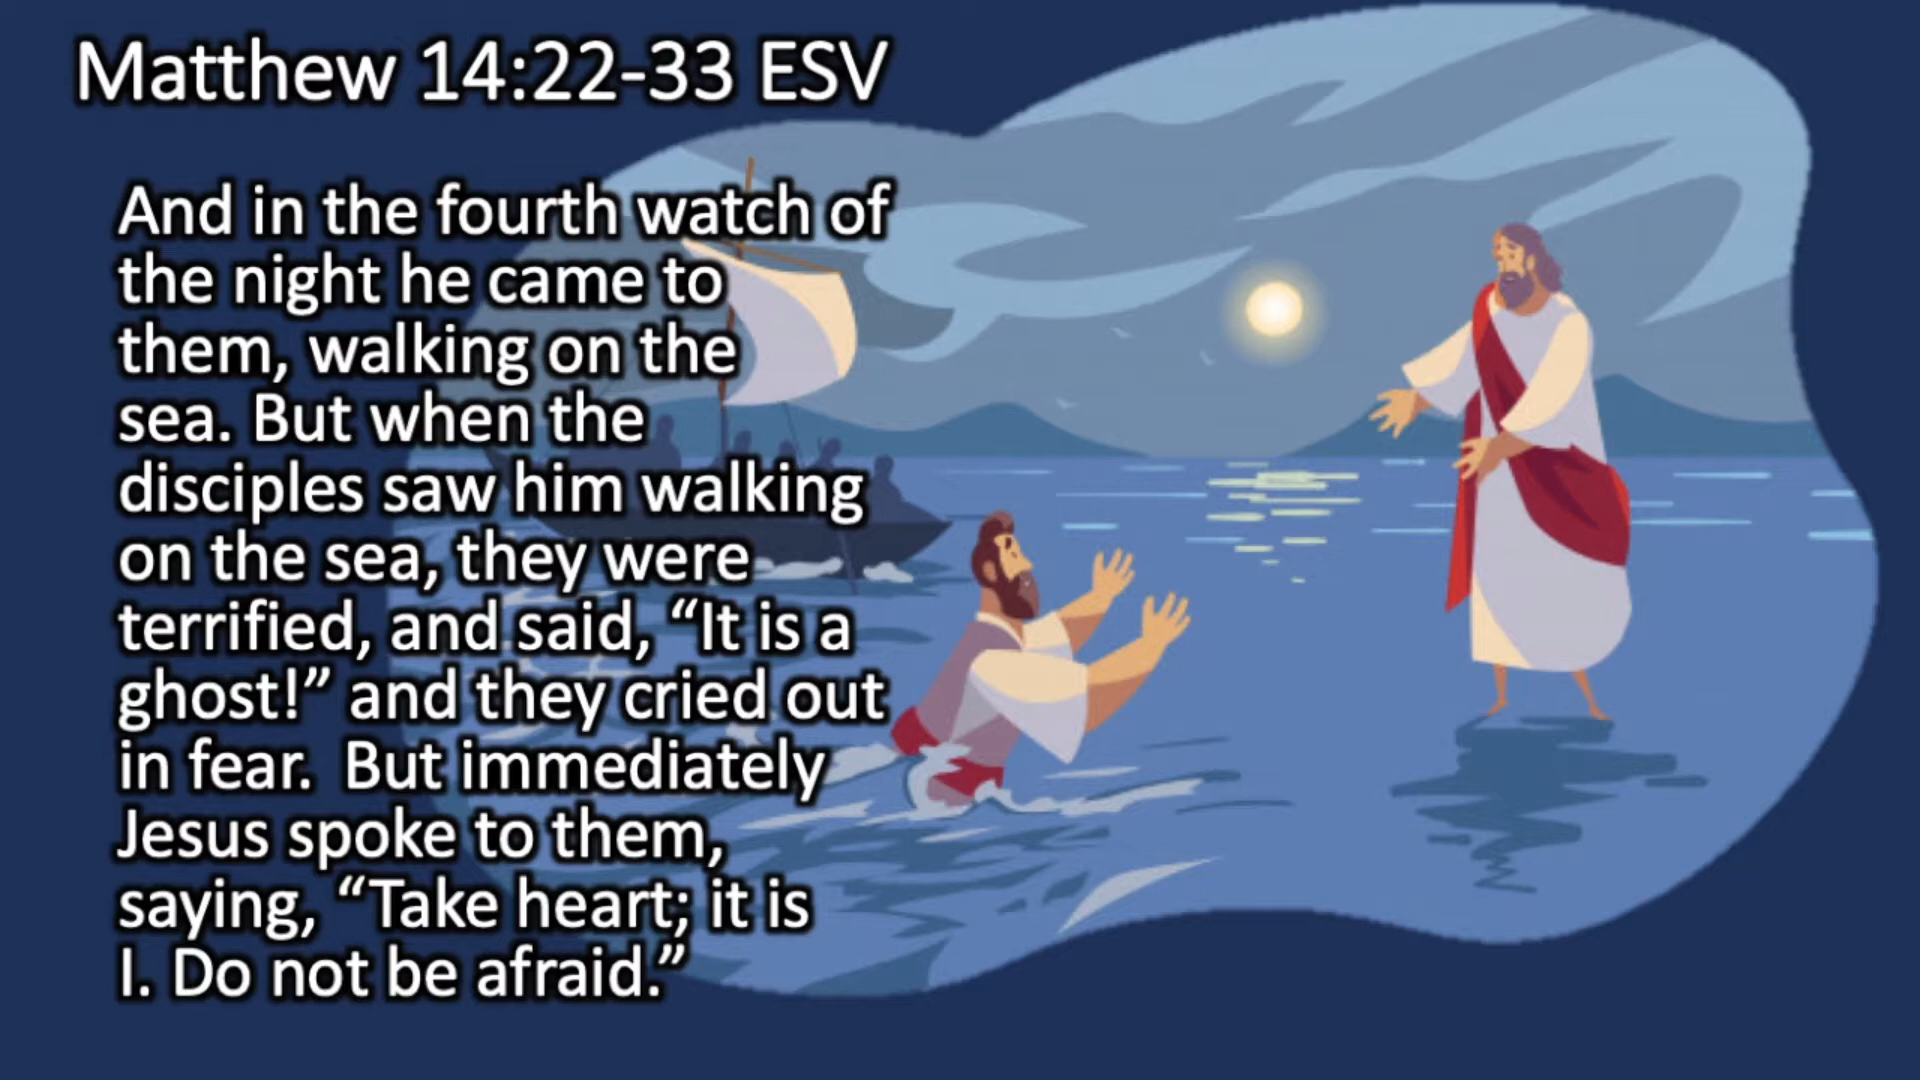 Matthew 14:22-33 ESV
And in the fourth watch of
the night he came to
them, walking on the
sea. But when the
disciples saw him walking
on the sea, they were
terrified, and said, “It is a
ghost!” and they cried out
in fear.  But immediately
Jesus spoke to them,
saying, “Take heart; it is
I. Do not be afraid.”